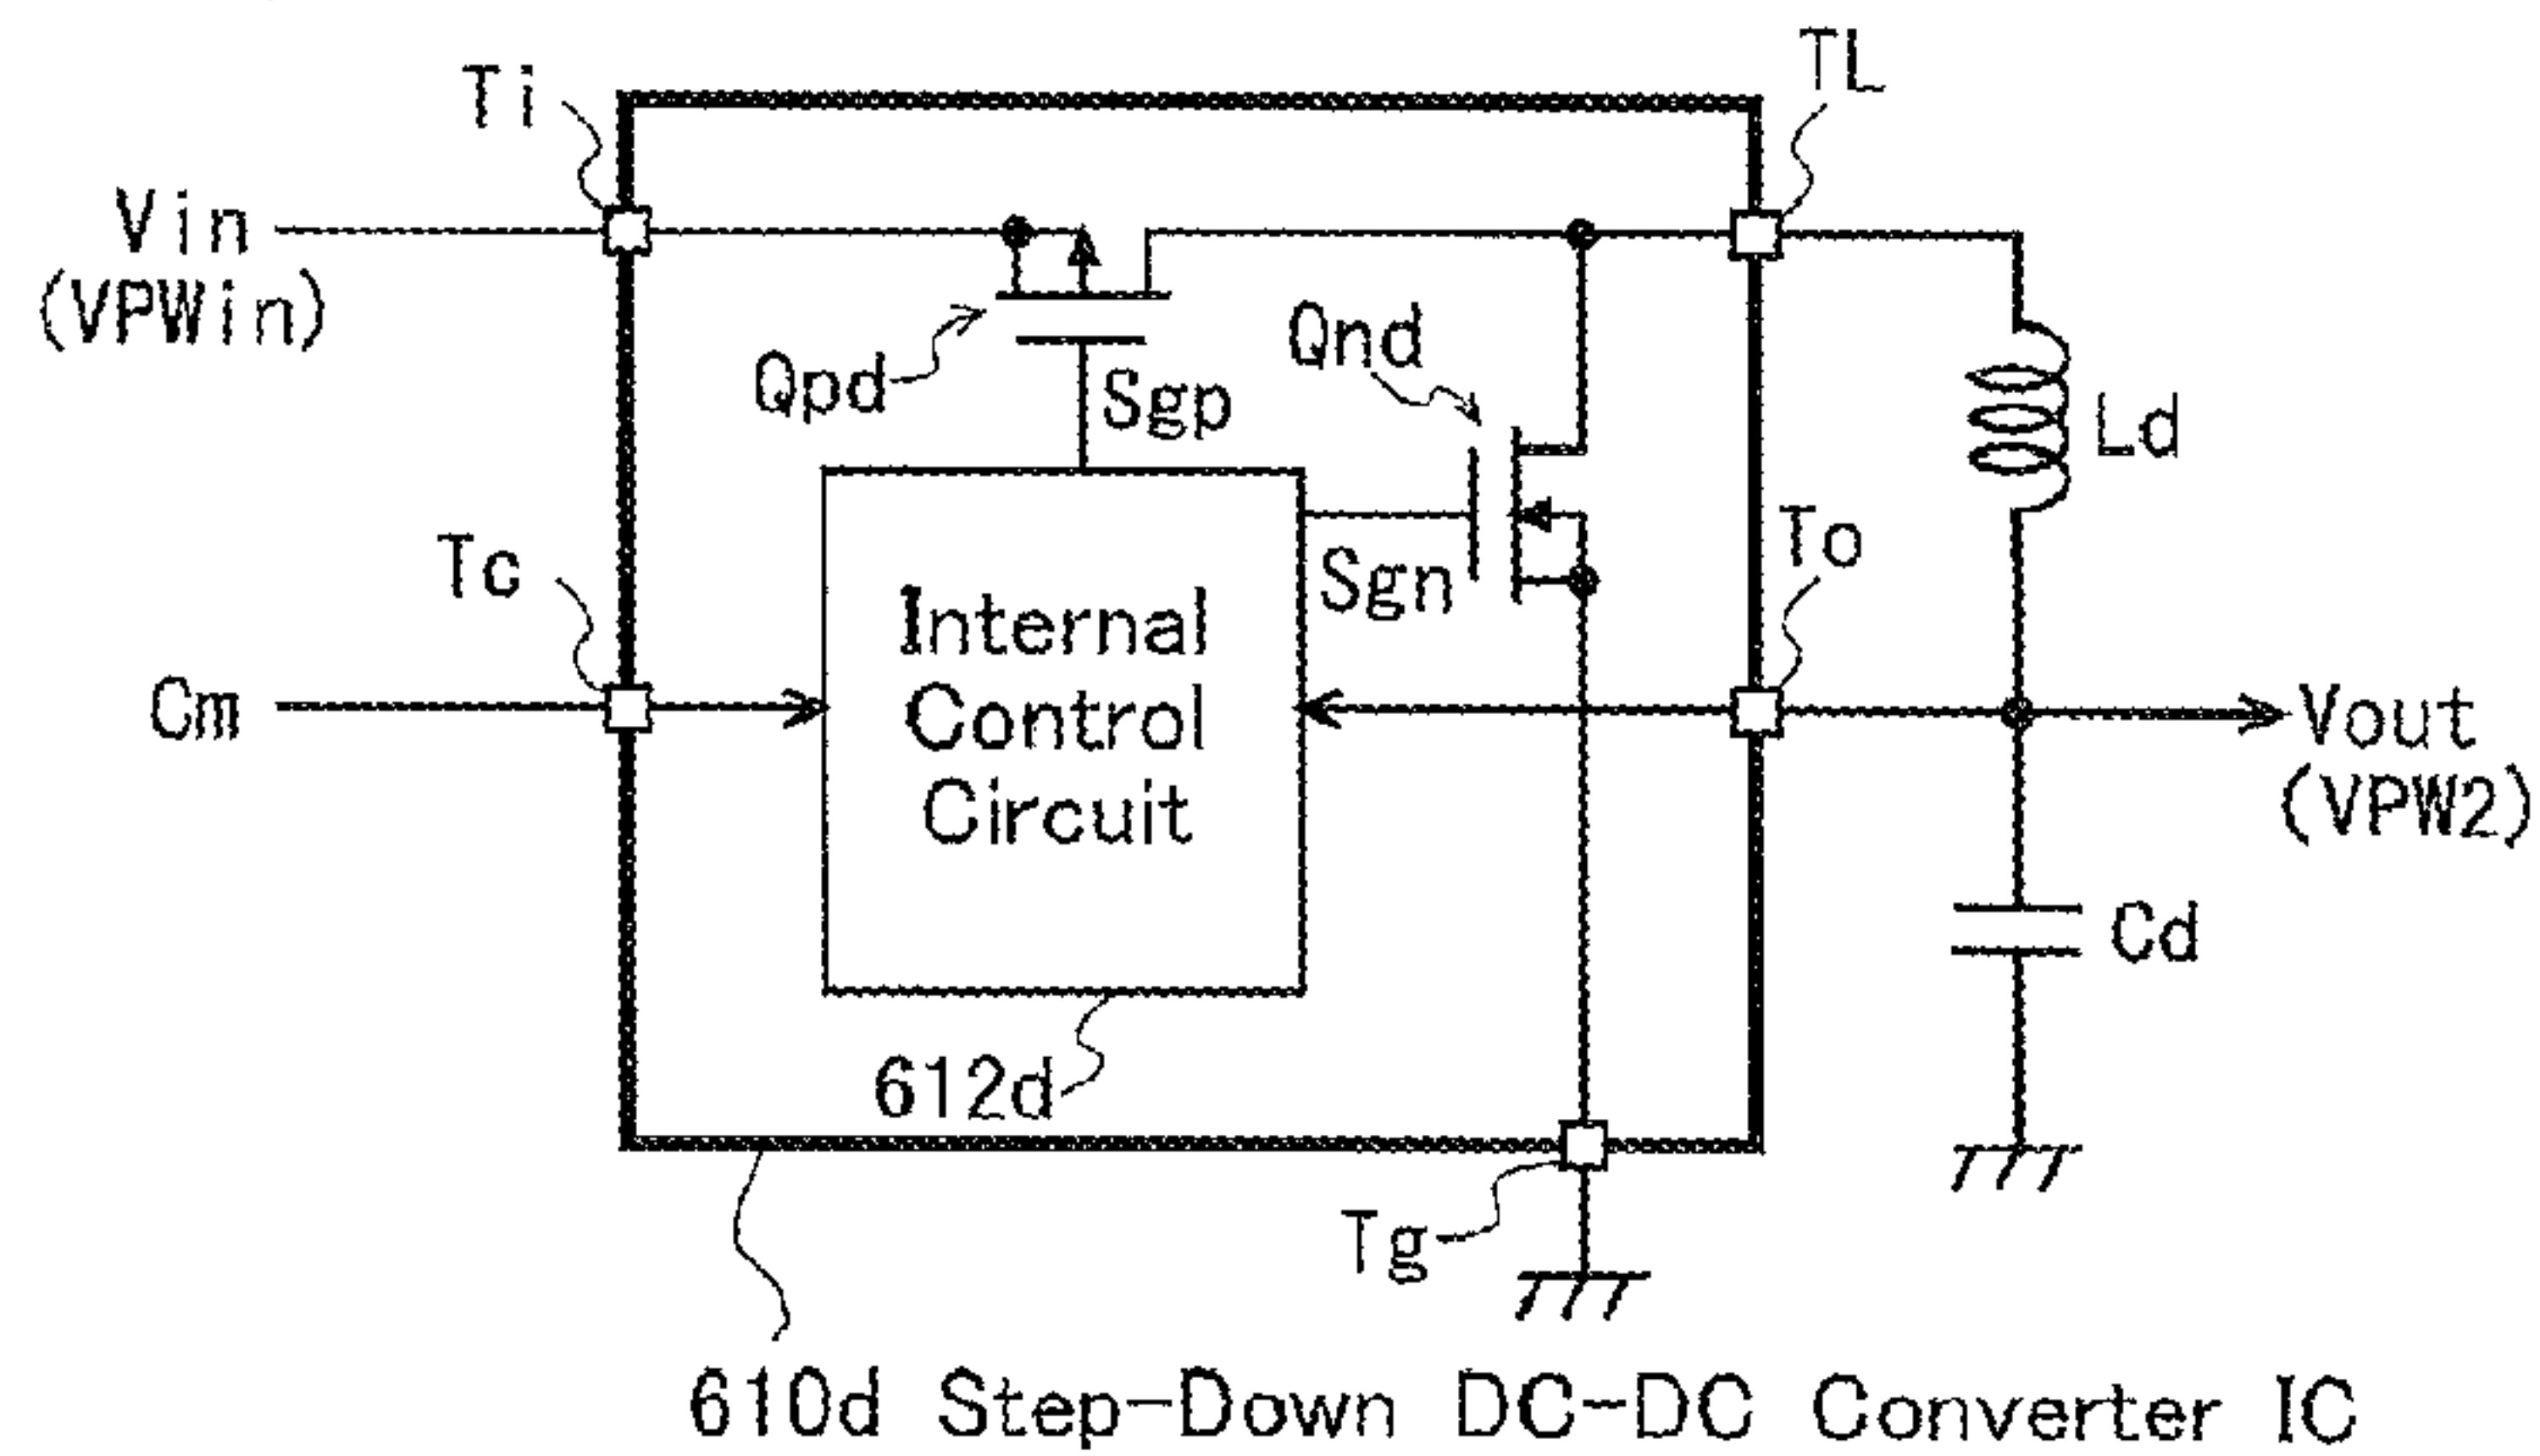 Ti
TL
Vin
(VPWin)
Qpd
Sgp
Qnd
Ld
Tc
Sgn
To
Cm
Internal
Control
Circuit
Vout
(VPW2)
Cd
612d
Tg
610d Step-Down DC-DC Converter IC